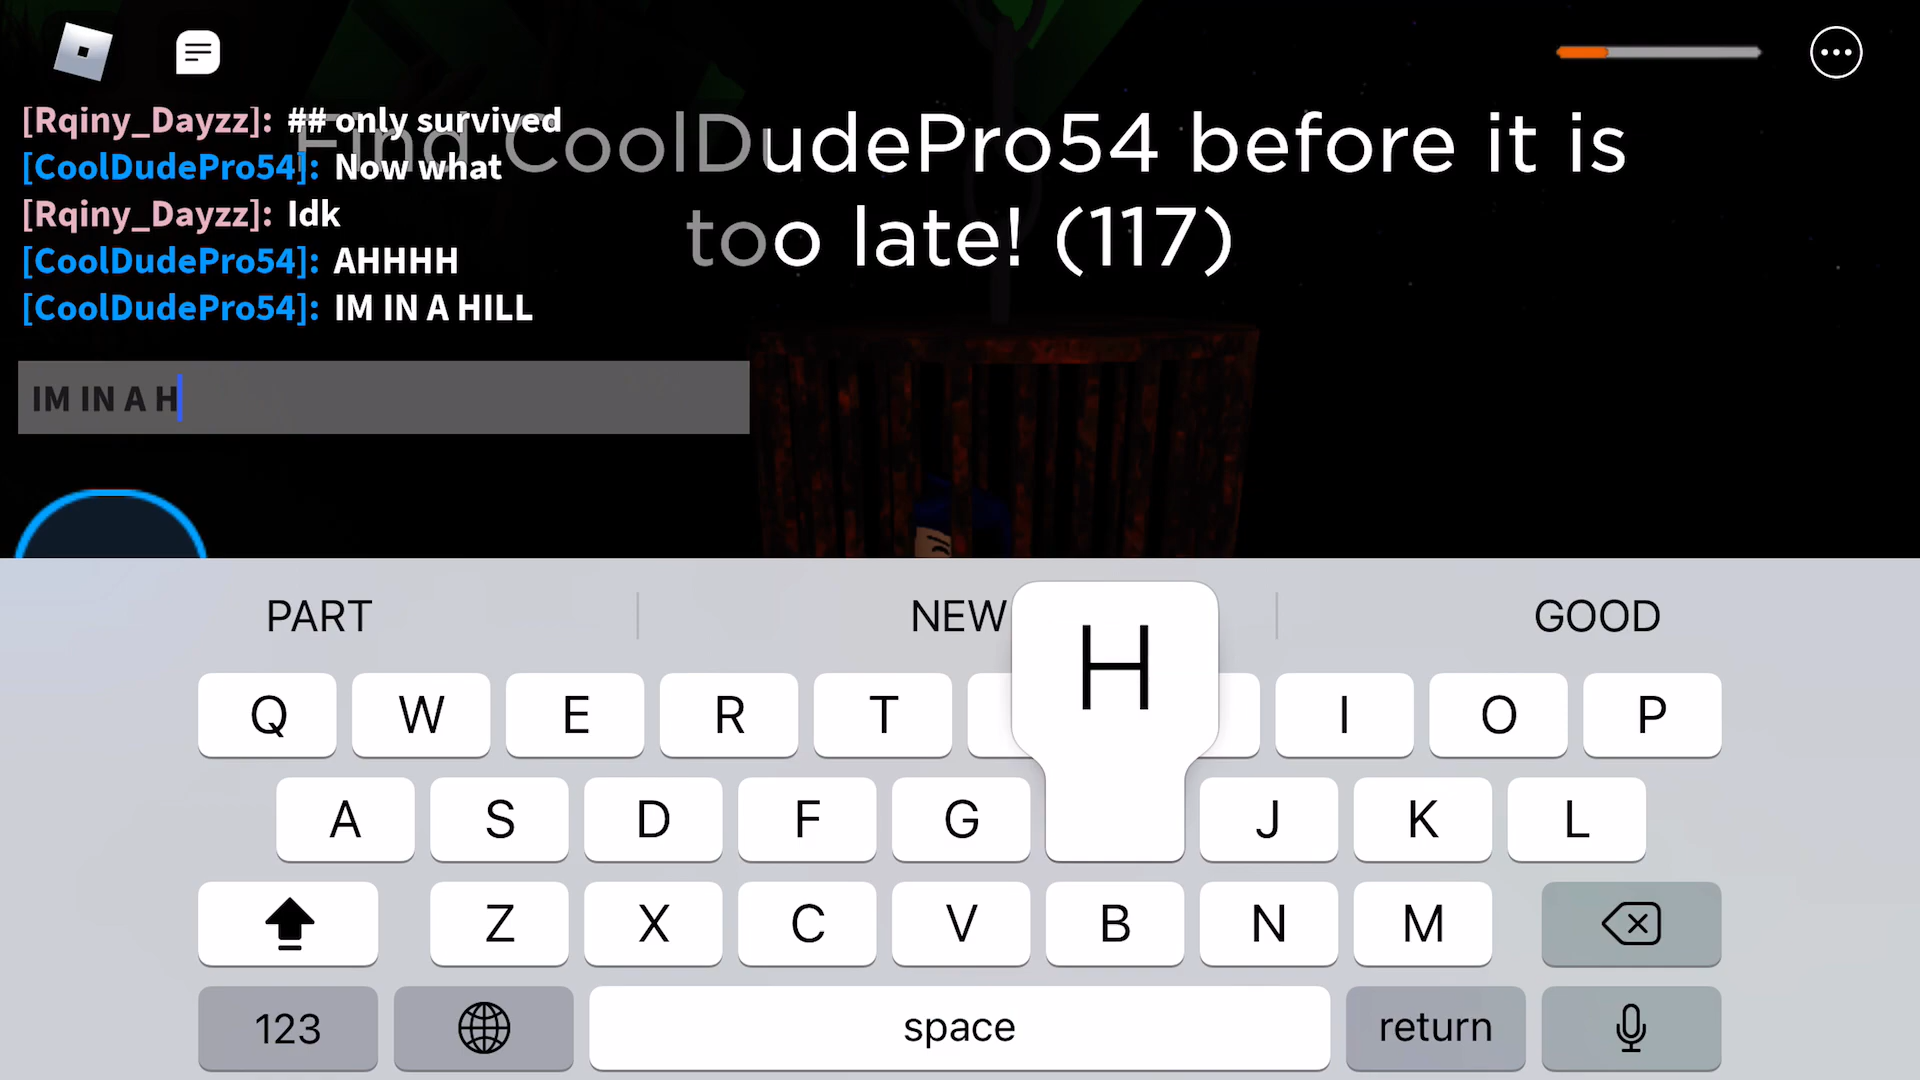 [Rqiny_Dayzz]: ## only survived
[CoolDudePro54]: Now what
[Rqiny_Dayzz]: Idk
[CoolDudePro54]: AHHHH
[CoolDudePro54]: IM IN A HILL
Find CoolDudePro54 before it is
too late! (117)
IM IN A H
PART NEW GOOD
H
Q W E R T I O P
A S D F G J K L
Z X C V B N M
123 space return